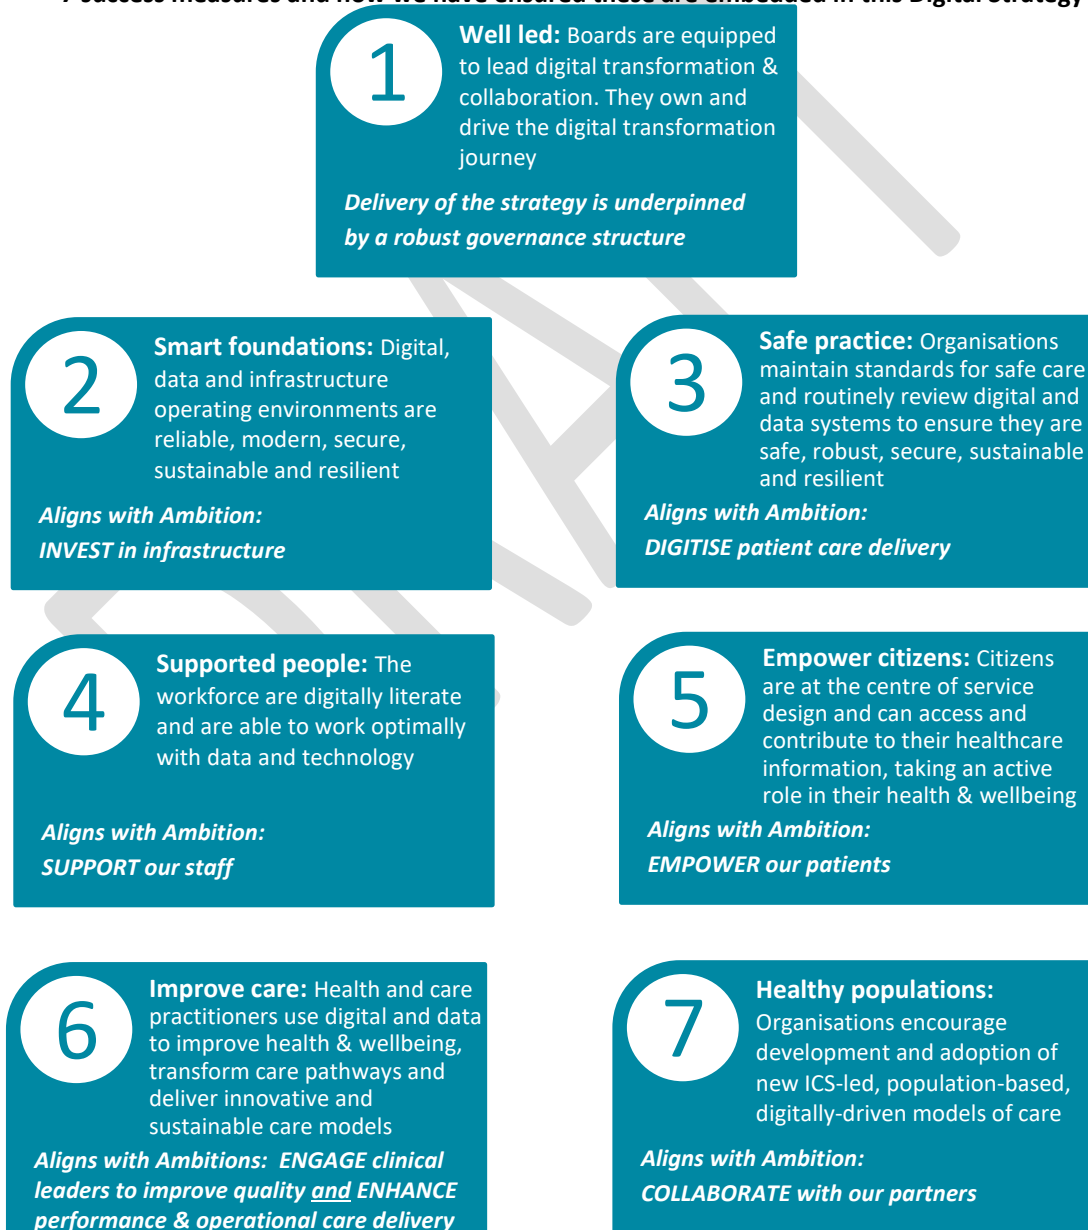 7 success measures and how we have ensured these are embedded in this Digital Strategy
1
Well led: Boards are equipped
to lead digital transformation &
collaboration. They own and
drive the digital transformation
journey
Delivery of the strategy is underpinned
by a robust governance structure
2
Smart foundations: Digital,
data and infrastructure
operating environments are
reliable, modern, secure,
sustainable and resilient
Aligns with Ambition:
INVEST in infrastructure
3
Safe practice: Organisations
maintain standards for safe care
and routinely review digital and
data systems to ensure they are
safe, robust, secure, sustainable
and resilient
Aligns with Ambition:
DIGITISE patient care delivery
4
Supported people: The
workforce are digitally literate
and are able to work optimally
with data and technology
Aligns with Ambition:
SUPPORT our staff
5
Empower citizens: Citizens
are at the centre of service
design and can access and
contribute to their healthcare
information, taking an active
role in their health & wellbeing
Aligns with Ambition:
EMPOWER our patients
6
Improve care: Health and care
practitioners use digital and data
to improve health & wellbeing,
transform care pathways and
deliver innovative and
sustainable care models
Aligns with Ambitions: ENGAGE clinical
leaders to improve quality and ENHANCE
performance & operational care delivery
7
Healthy populations:
Organisations encourage
development and adoption of
new ICS-led, population-based,
digitally-driven models of care
Aligns with Ambition:
COLLABORATE with our partners
DRAFT